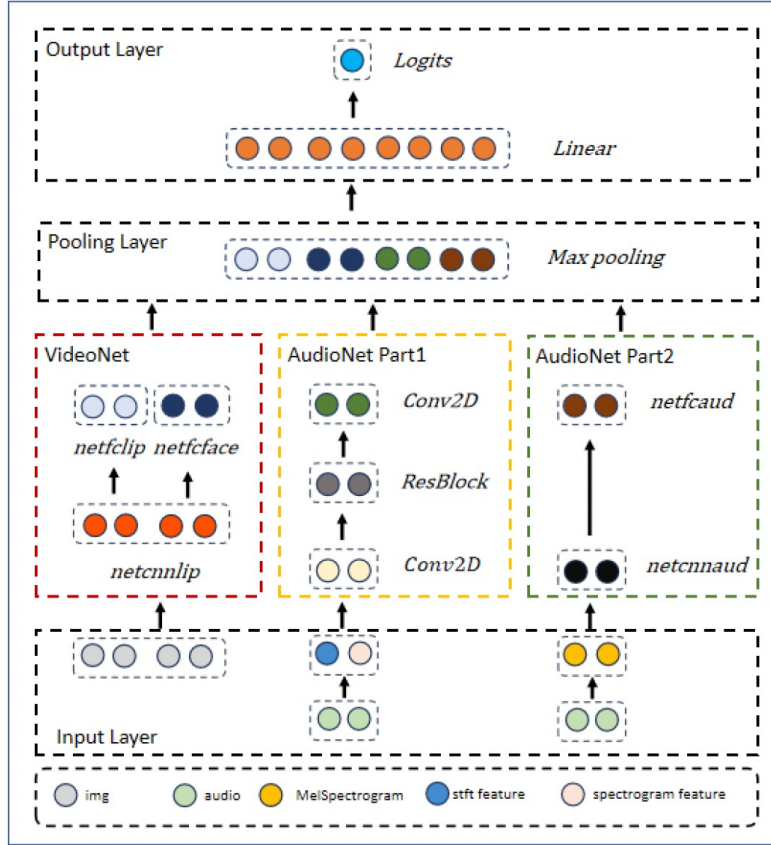 Output Layer
Logits
Linear
Pooling Layer
Max pooling
VideoNet
AudioNet Part1
AudioNet Part2
netfclip netfcface
Conv2D
netfcaud
ResBlock
netcnnlip
Conv2D
netcnnaud
Input Layer
img audio MelSpectrogram stft feature spectrogram feature